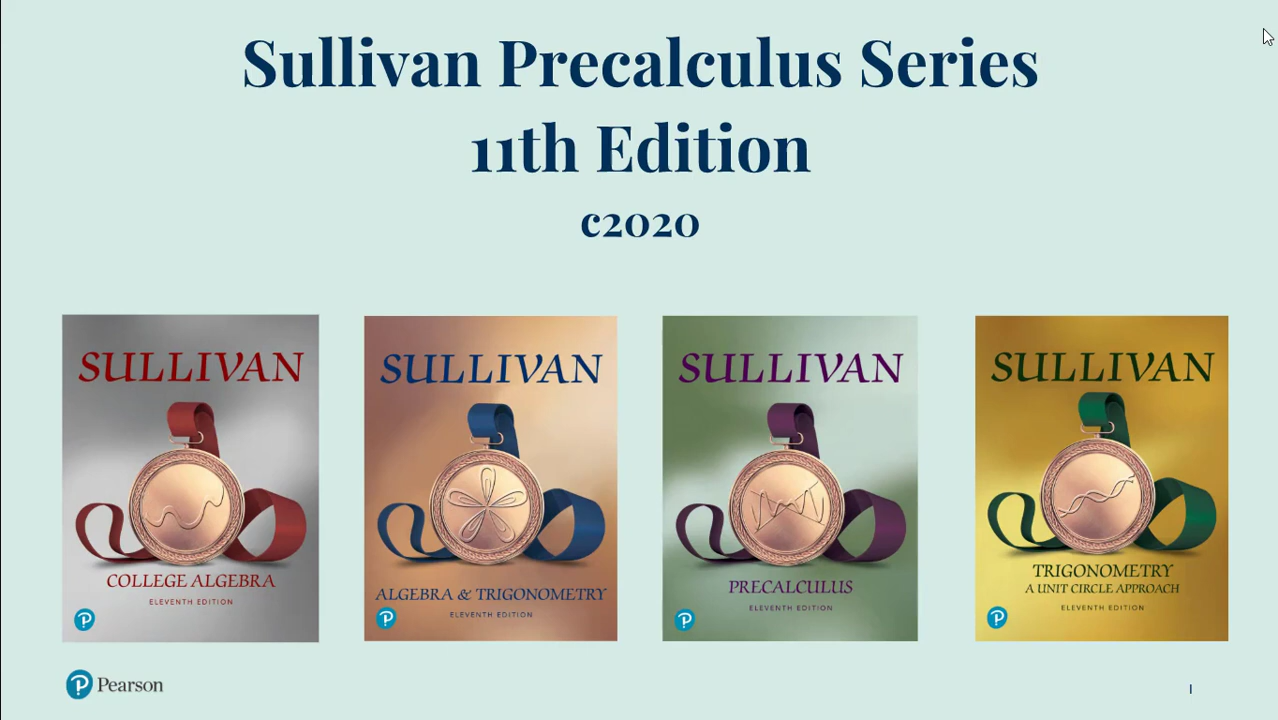 Sullivan Precalculus Series
11th Edition
c2020
SULLIVAN
COLLEGE ALGEBRA
ELEVENTH EDITION
SULLIVAN
ALGEBRA & TRIGONOMETRY
ELEVENTH EDITION
SULLIVAN
PRECALCULUS
ELEVENTH EDITION
SULLIVAN
TRIGONOMETRY
A UNIT CIRCLE APPROACH
ELEVENTH EDITION
P Pearson
1